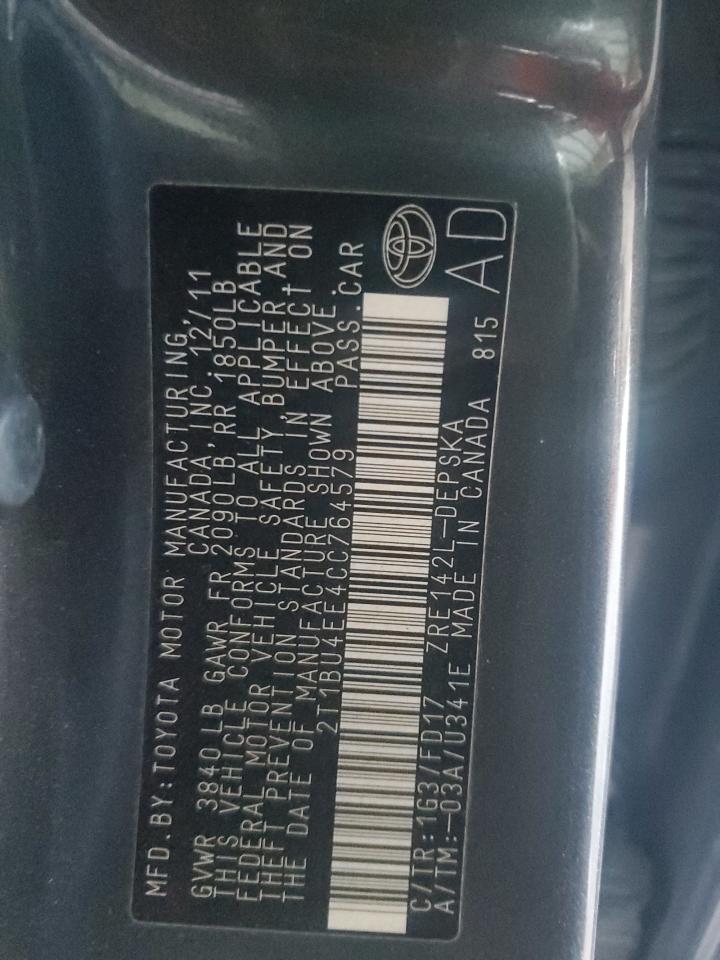 MFD.BY:TOYOTA MOTOR MANUFACTURING,
CANADA, INC. 12/11
GVWR 3840 LB GAWR FR 2090LB, RR 1850LB
THIS VEHICLE CONFORMS TO ALL APPLICABLE
FEDERAL MOTOR VEHICLE SAFETY, BUMPER, AND
THEFT PREVENTION STANDARDS IN EFFECT ON
THE DATE OF MANUFACTURE SHOWN ABOVE.
2T1BU4EE4CC764579 PASS.CAR
C/TR:1G3/FD17 ZRE142L-DEPSKA
A/TM:-03A/U341E MADE IN CANADA 815
AD